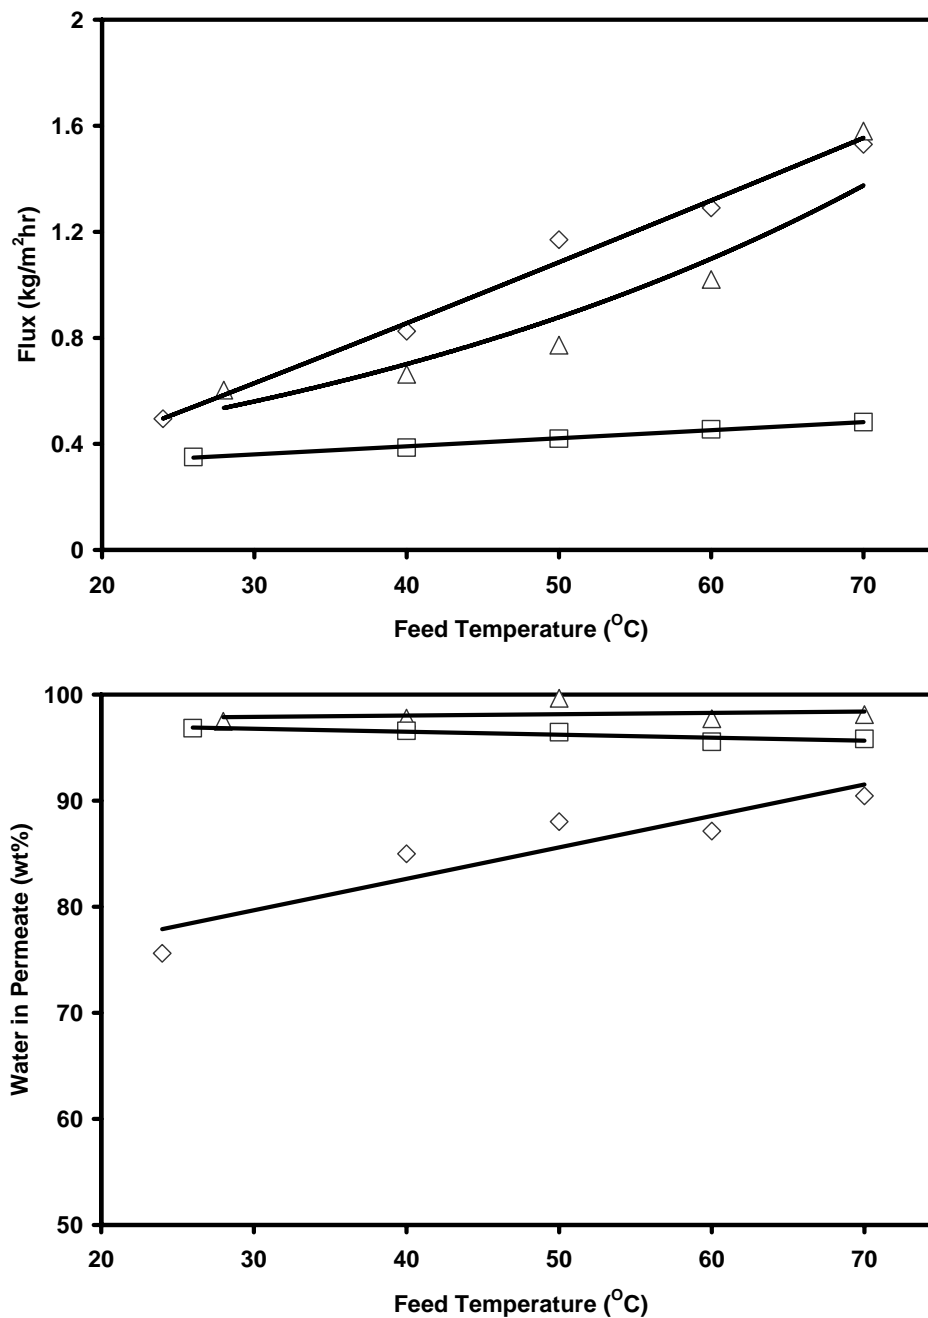 2
1.6
1.2
0.8
0.4
0
Flux (kg/m²hr)
20 30 40 50 60 70
Feed Temperature (ᴼC)
100
90
80
70
60
50
Water in Permeate (wt%)
20 30 40 50 60 70
Feed Temperature (ᴼC)